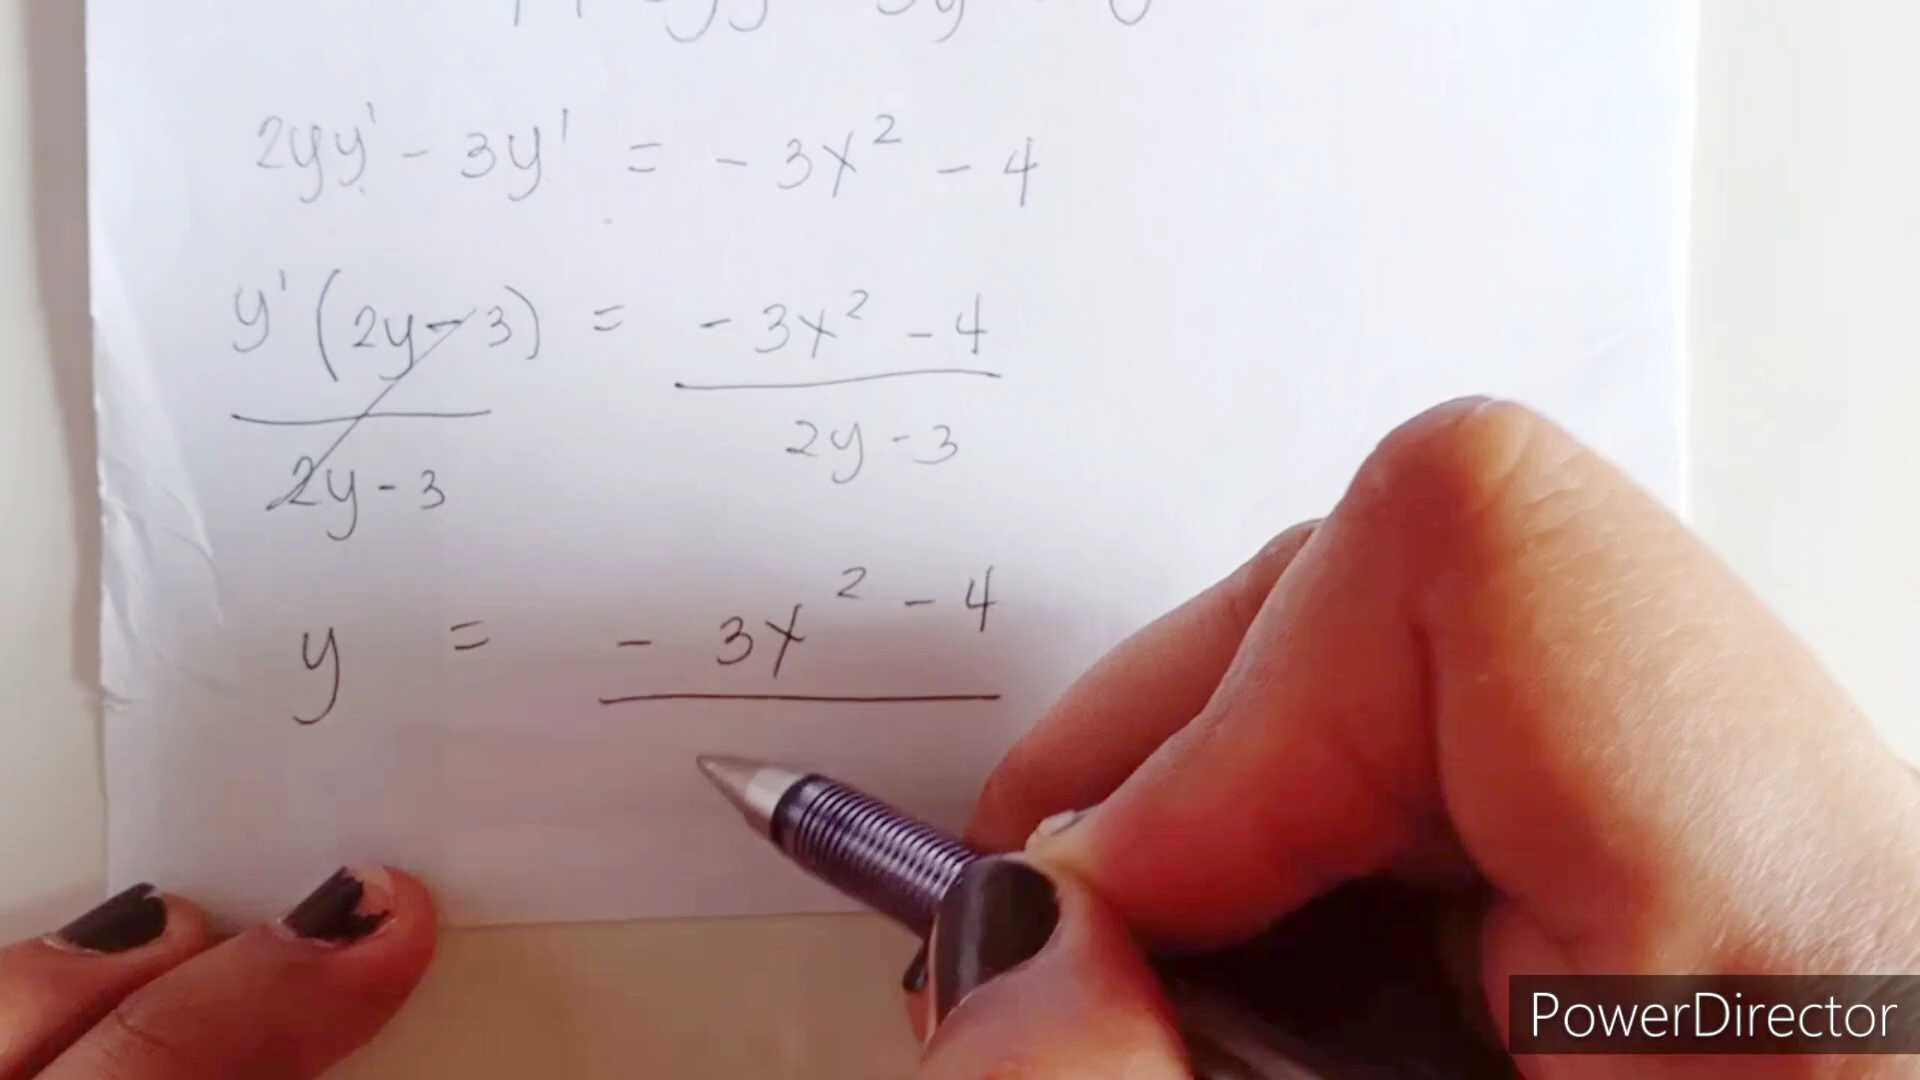 2yy' - 3y' = - 3x² - 4
y' (2y - 3) = - 3x² - 4
2y - 3 2y - 3
y = - 3x² - 4
PowerDirector